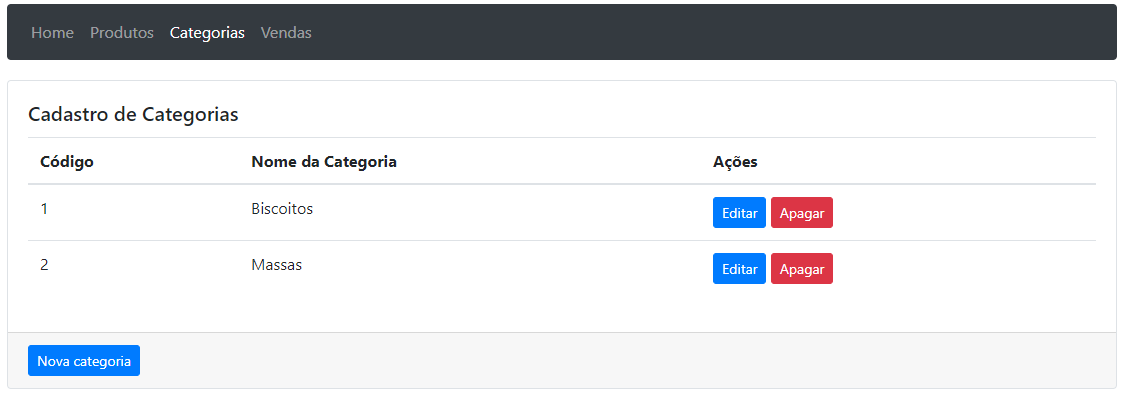 Home Produtos Categorias Vendas
Cadastro de Categorias
Código Nome da Categoria Ações
1 Biscoitos Editar Apagar
2 Massas Editar Apagar
Nova categoria